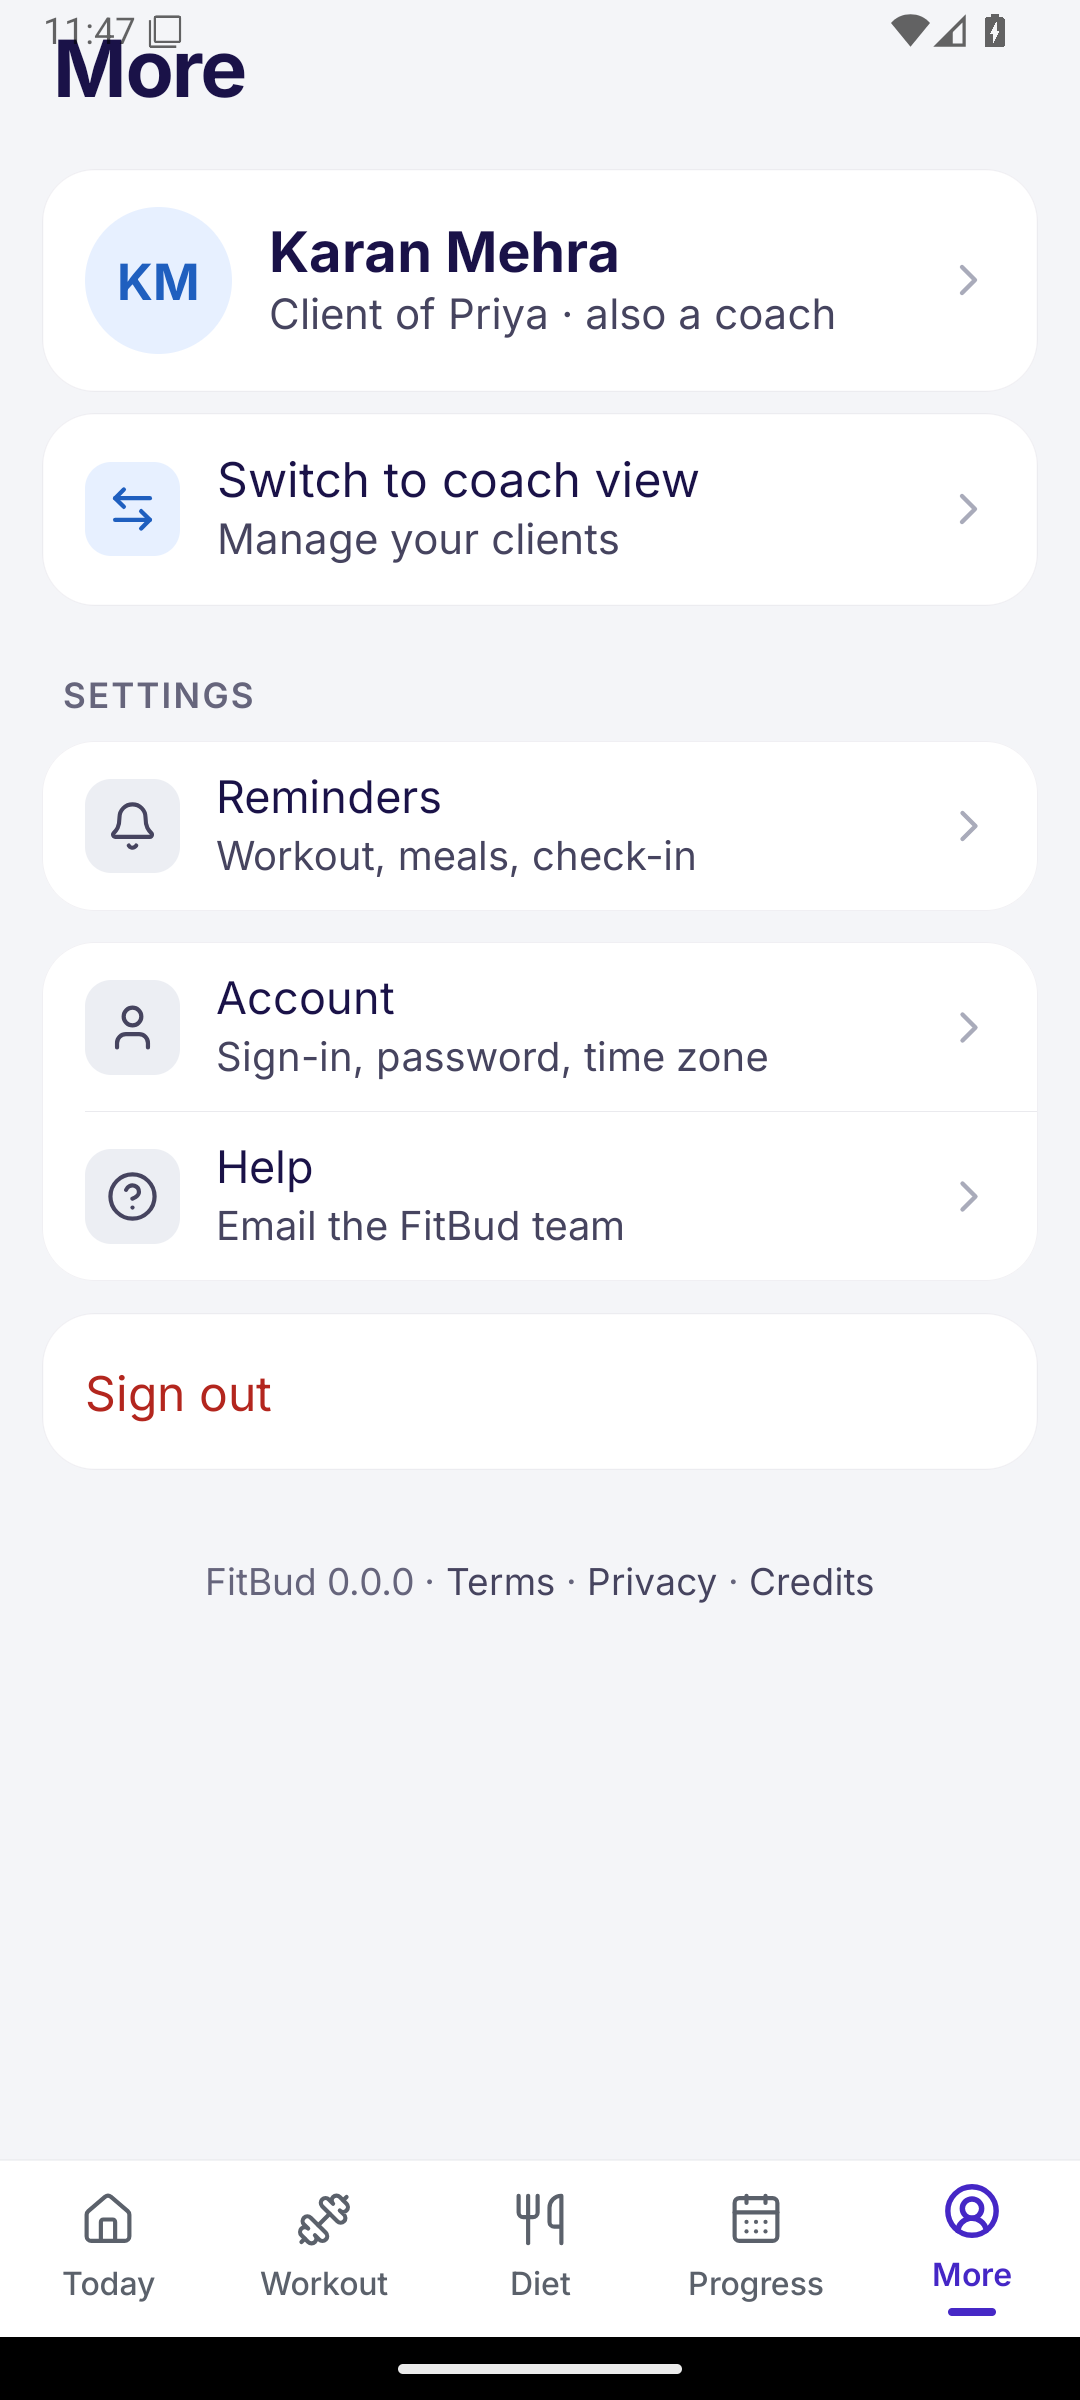 11:47
More
KM
Karan Mehra
Client of Priya · also a coach
Switch to coach view
Manage your clients
SETTINGS
Reminders
Workout, meals, check-in
Account
Sign-in, password, time zone
Help
Email the FitBud team
Sign out
FitBud 0.0.0 · Terms · Privacy · Credits
Today Workout Diet Progress More